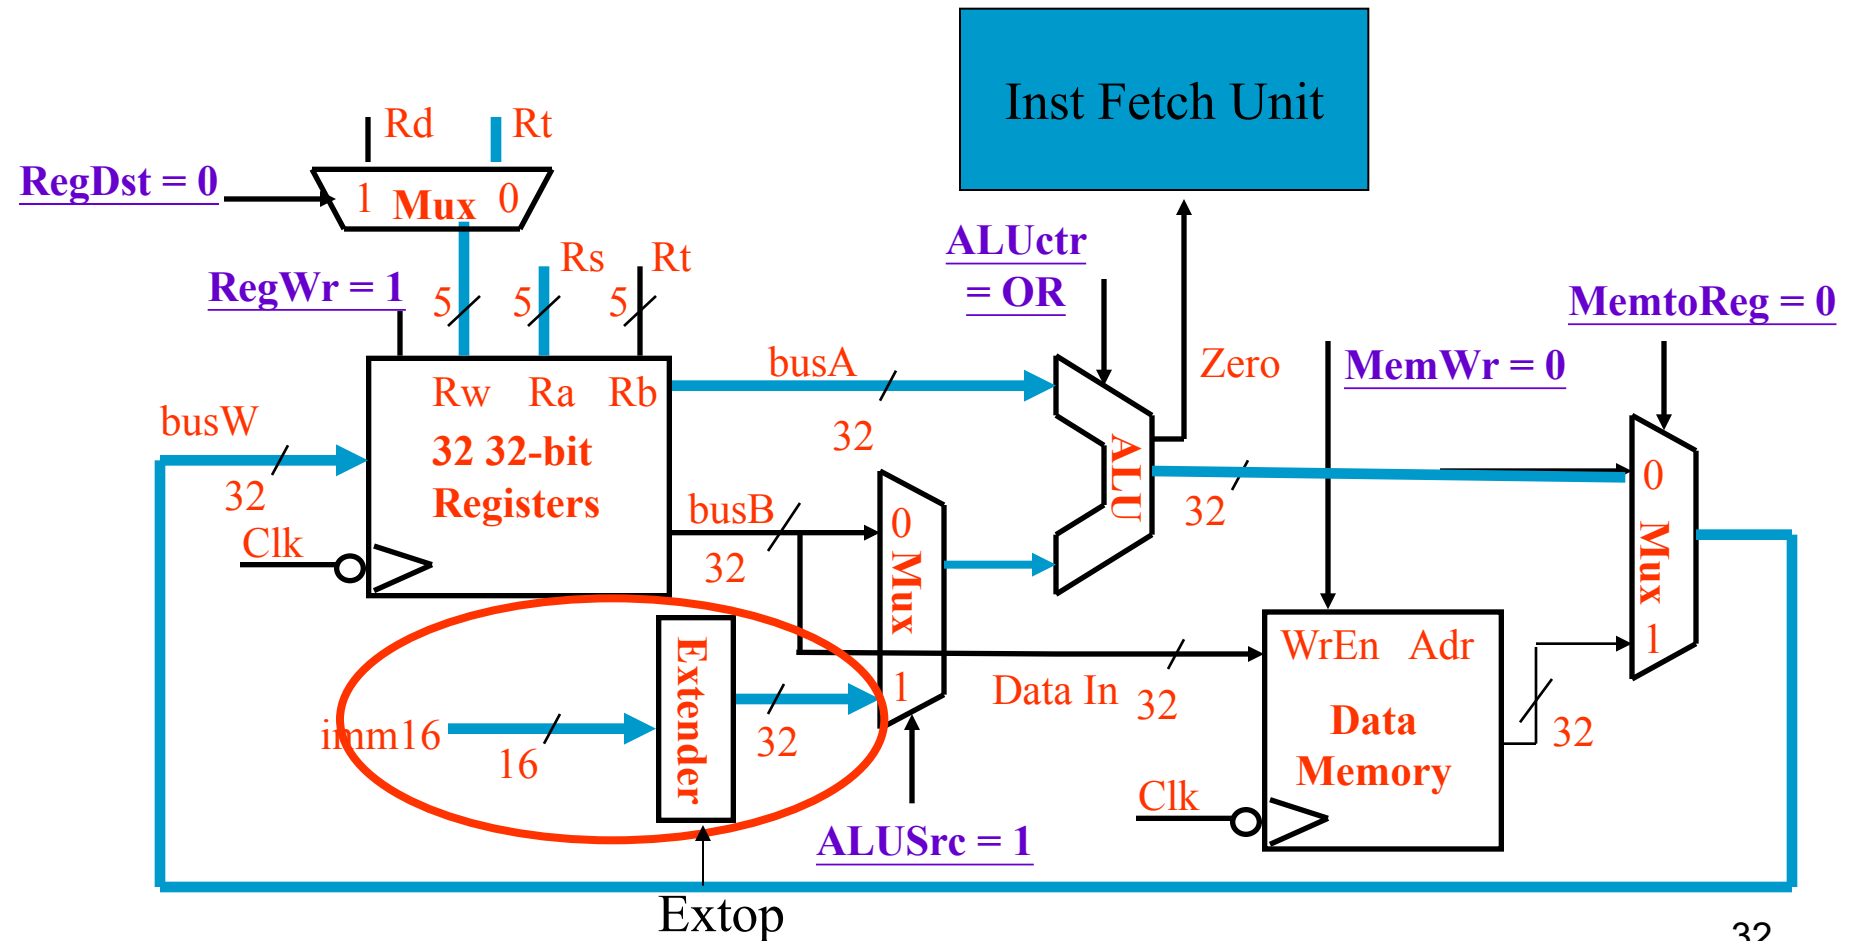 Inst Fetch Unit
Rd
Rt
RegDst = 0
1
Mux
0
RegWr = 1
5
5
Rs
5
Rt
ALUctr
= OR
MemtoReg = 0
busA
32
Zero
MemWr = 0
Rw Ra Rb
32 32-bit
Registers
busW
32
Clk
busB
32
0
Mux
1
ALU
32
0
Mux
1
WrEn Adr
Data
Memory
Data In
32
32
Clk
imm16
16
Extender
32
ALUSrc = 1
Extop
32